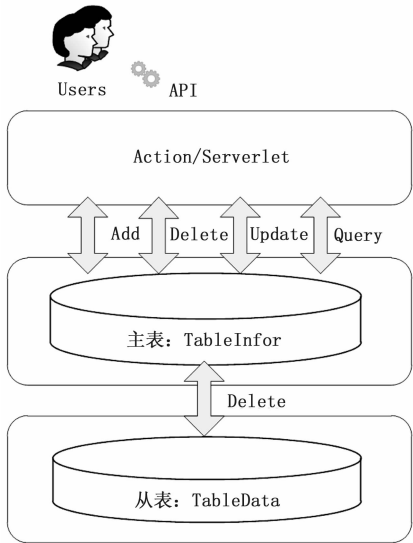 Users API
Action/Serverlet
Add Delete Update Query
主表: TableInfor
Delete
从表: TableData